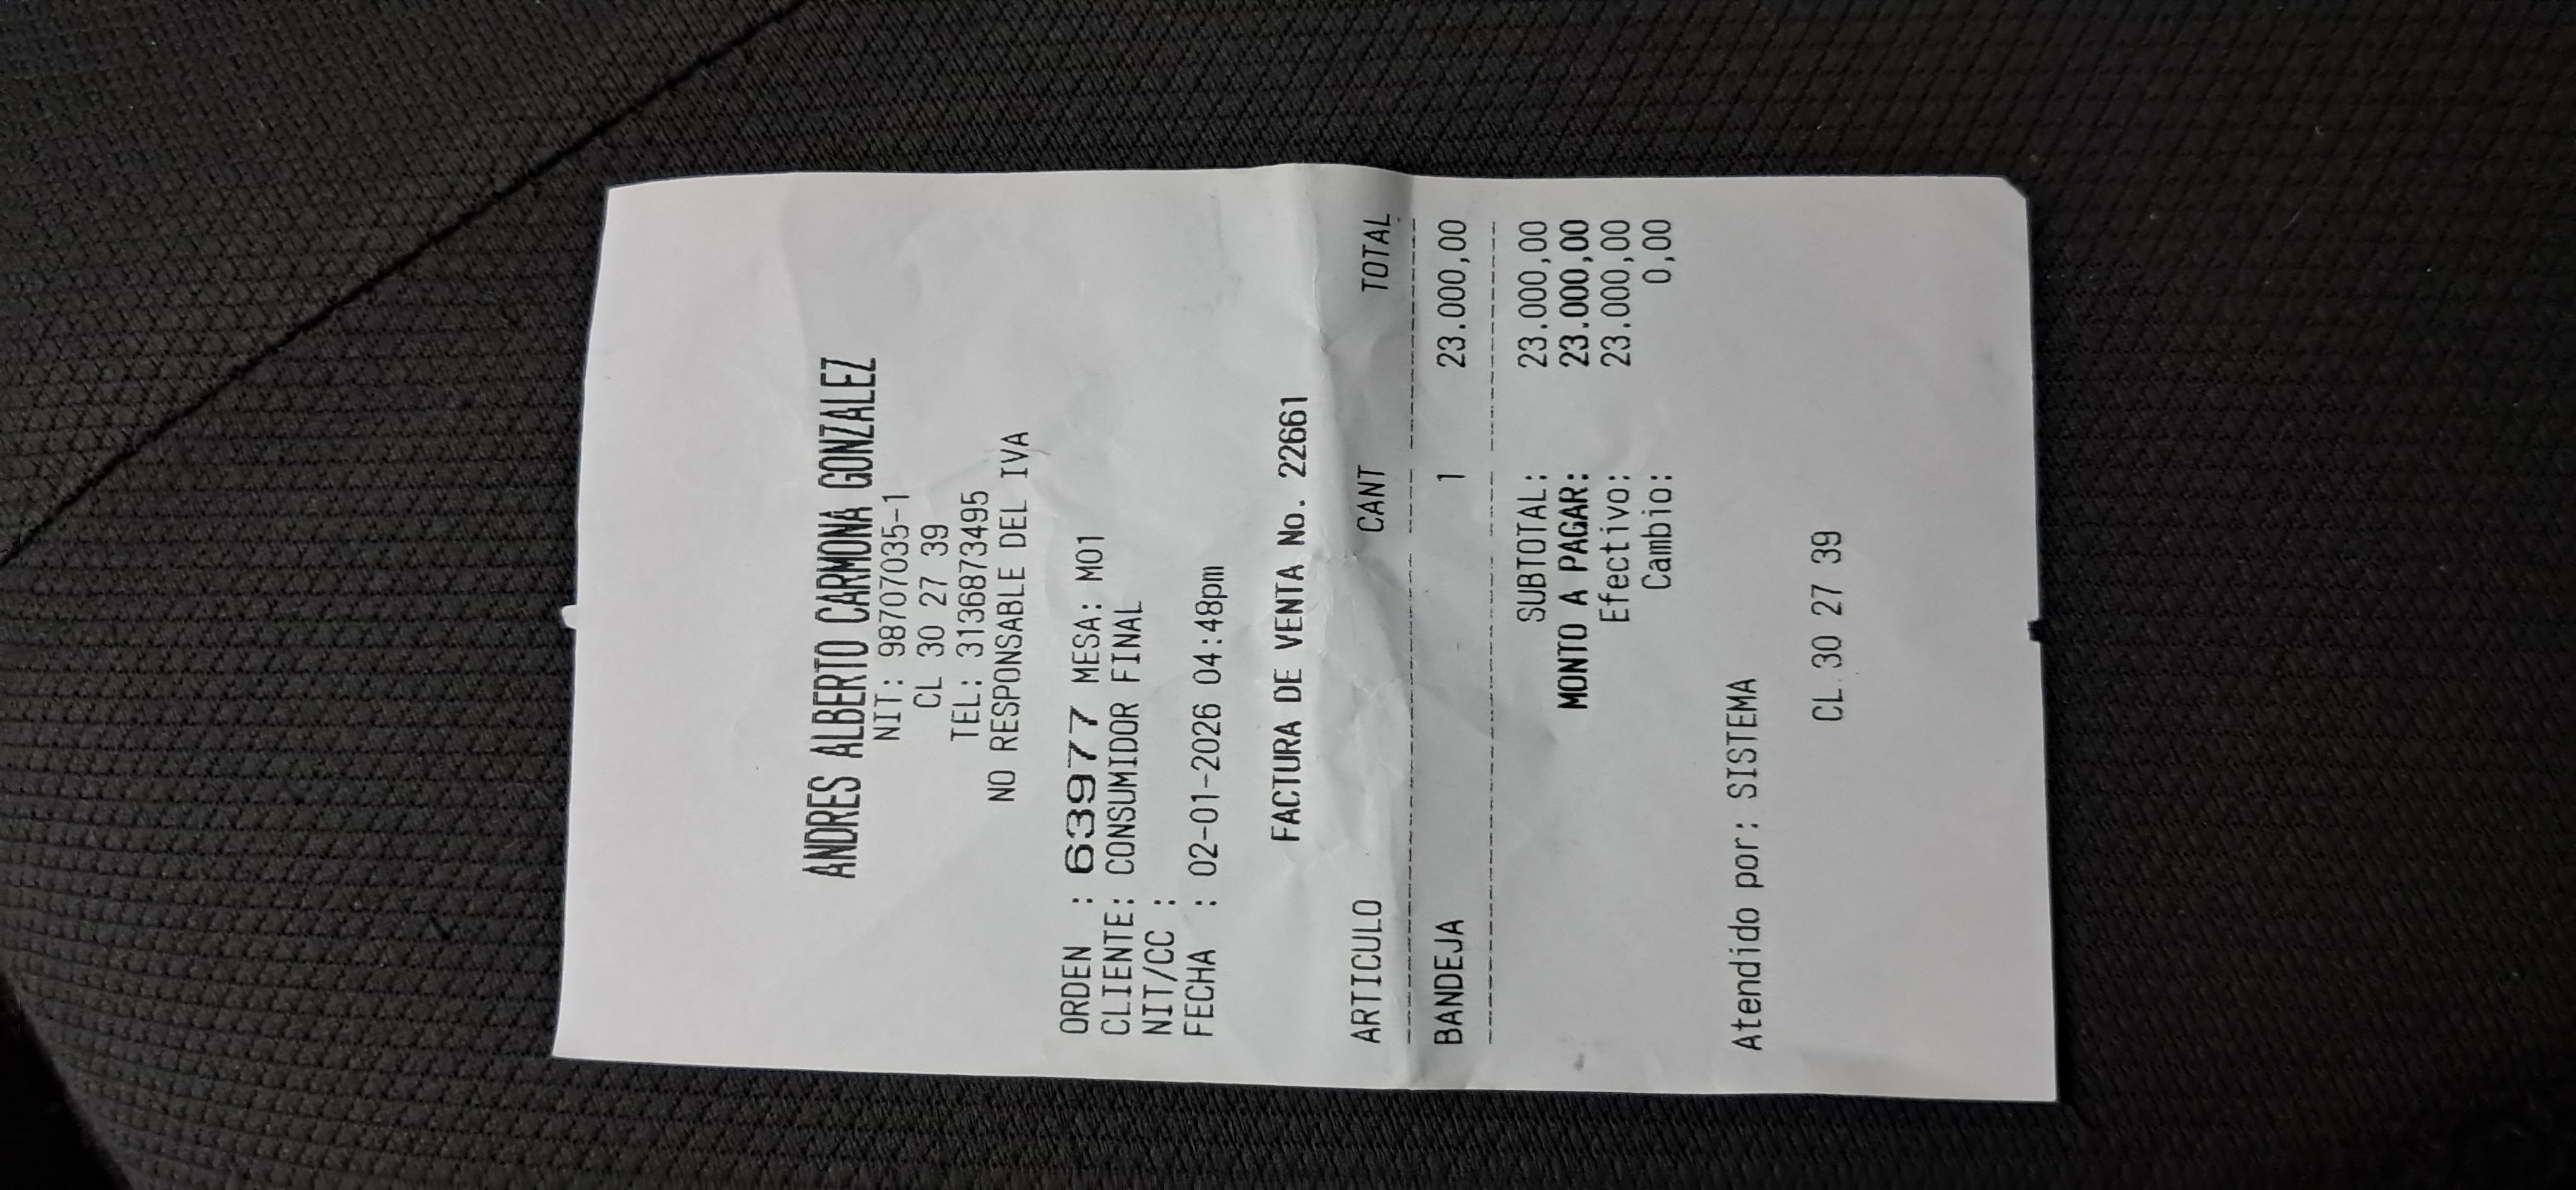 ANDRES ALBERTO CARMONA GONZALEZ
NIT: 98707035-1
CL 30 27 39
TEL: 3136873495
NO RESPONSABLE DEL IVA
ORDEN : 63977 MESA: M01
CLIENTE: CONSUMIDOR FINAL
NIT/CC :
FECHA : 02-01-2026 04:48pm
FACTURA DE VENTA No. 22661
ARTICULO CANT TOTAL
BANDEJA 1 23.000,00
SUBTOTAL: 23.000,00
MONTO A PAGAR: 23.000,00
Efectivo: 23.000,00
Cambio: 0,00
Atendido por: SISTEMA
CL 30 27 39